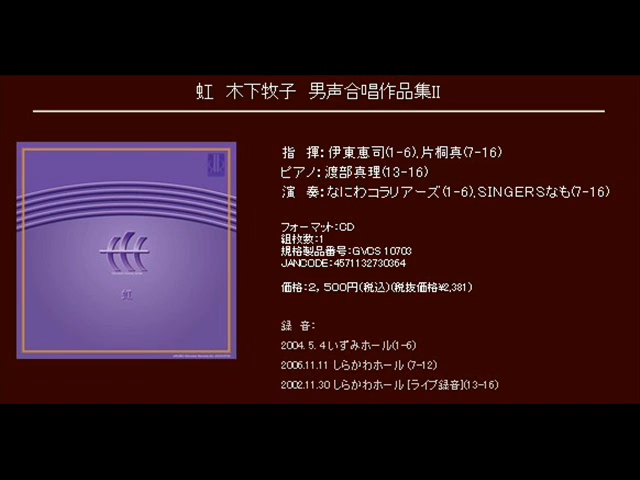 虹　木下牧子　男声合唱作品集II
指　揮：伊東恵司(1-6),片桐真(7-16)
ピアノ：渡部真理(13-16)
演　奏：なにわコラリアーズ(1-6),SINGERSなも(7-16)
フォーマット：CD
組枚数：1
規格製品番号：GVCS 10703
JANCODE：4571132730364
価格：2,500円(税込)(税抜価格¥2,381)
録　音：
2004. 5. 4 いずみホール(1-6)
2006.11.11 しらかわホール (7-12)
2002.11.30 しらかわホール [ライブ録音](13-16)
虹